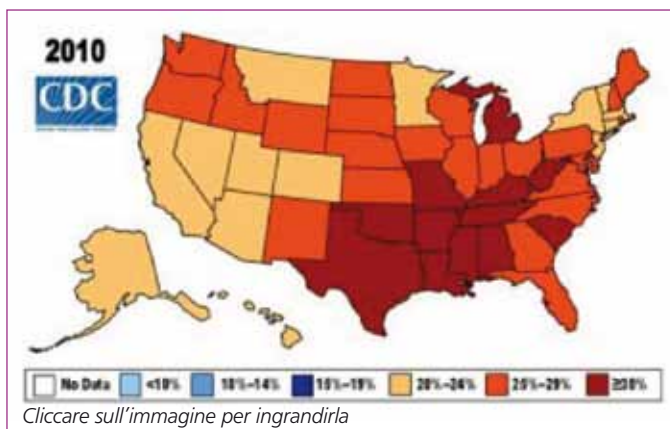 2010
CDC
No Data <10% 10%–14% 15%–19% 20%–24% 25%–29% ≥30%
Cliccare sull’immagine per ingrandirla